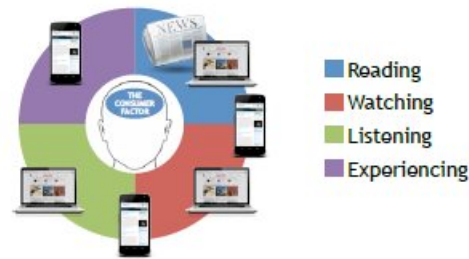 NEWS
THE
CONSUMER
FACTOR
Reading
Watching
Listening
Experiencing